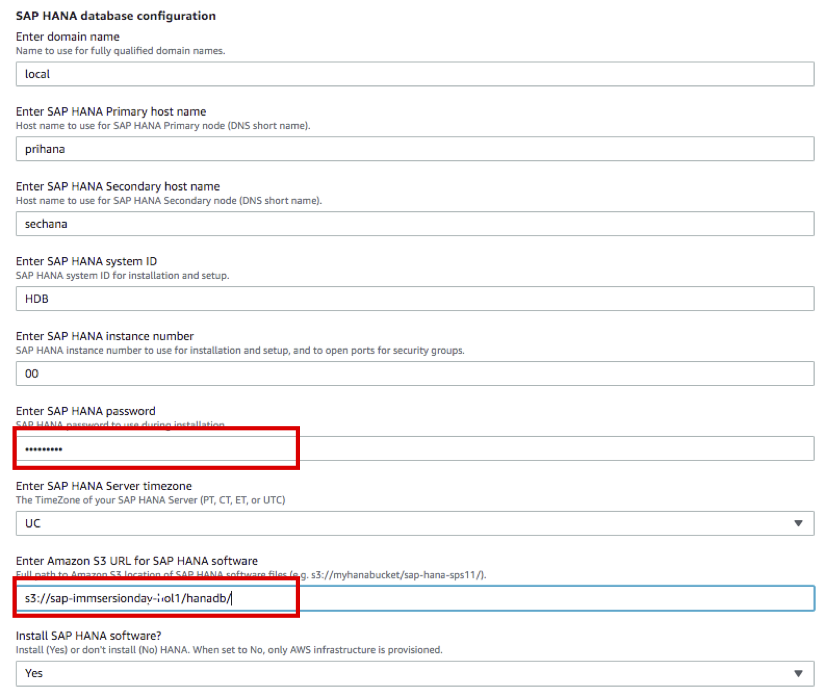 SAP HANA database configuration
Enter domain name
Name to use for fully qualified domain names.
local
Enter SAP HANA Primary host name
Host name to use for SAP HANA Primary node (DNS short name).
prihana
Enter SAP HANA Secondary host name
Host name to use for SAP HANA Secondary node (DNS short name).
sechana
Enter SAP HANA system ID
SAP HANA system ID for installation and setup.
HDB
Enter SAP HANA instance number
SAP HANA instance number to use for installation and setup, and to open ports for security groups.
00
Enter SAP HANA password
SAP HANA password to use during installation
•••••••••
Enter SAP HANA Server timezone
The TimeZone of your SAP HANA Server (PT, CT, ET, or UTC)
UC
Enter Amazon S3 URL for SAP HANA software
Full path to Amazon S3 location of SAP HANA software files (e.g. s3://myhanabucket/sap-hana-sps11/).
s3://sap-immsersionday-hol1/hanadb/
Install SAP HANA software?
Install (Yes) or don't install (No) HANA. When set to No, only AWS infrastructure is provisioned.
Yes